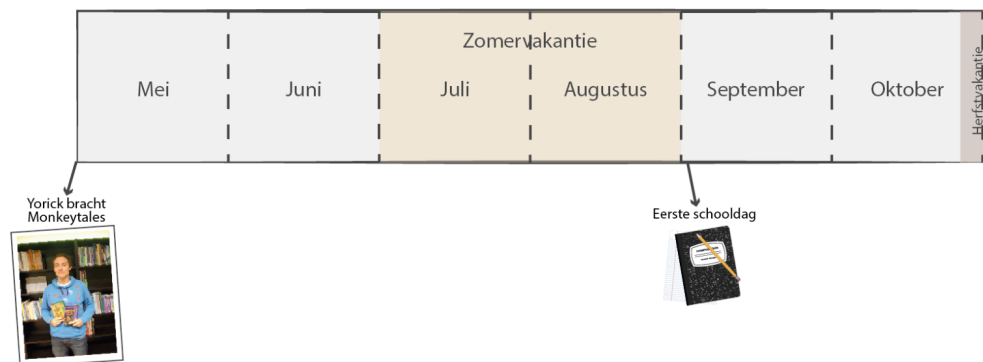 Zomervakantie
Mei
Juni
Juli
Augustus
September
Oktober
Herfstvakantie
Yorick bracht
Monkeytales
Eerste schooldag